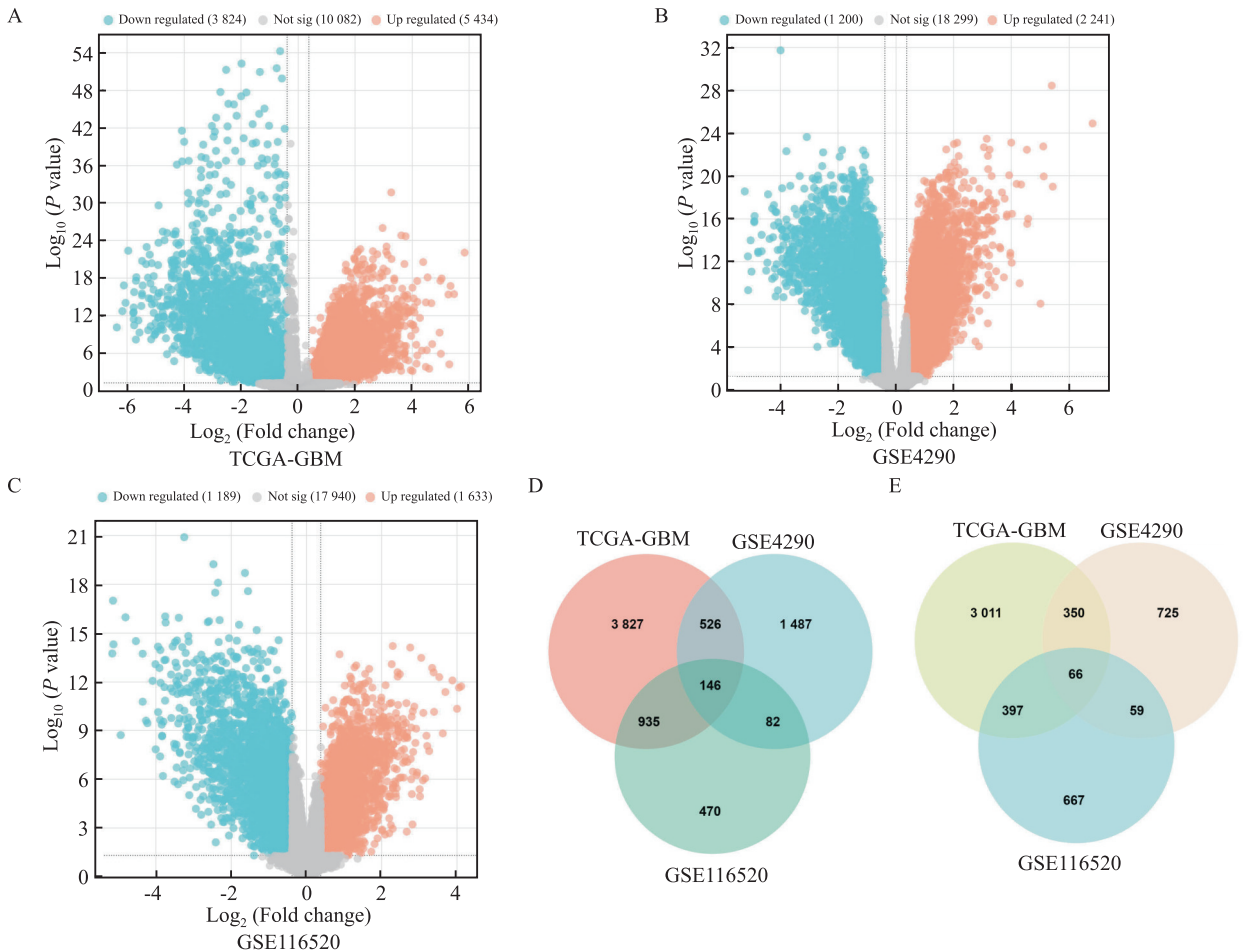 A
Down regulated (3 824) Not sig (10 082) Up regulated (5 434)
54
48
42
36
30
24
18
12
6
0
Log10 (P value)
-6 -4 -2 0 2 4 6
Log2 (Fold change)
TCGA-GBM
B
Down regulated (1 200) Not sig (18 299) Up regulated (2 241)
32
28
24
20
16
12
8
4
0
Log10 (P value)
-4 -2 0 2 4 6
Log2 (Fold change)
GSE4290
C
Down regulated (1 189) Not sig (17 940) Up regulated (1 633)
21
18
15
12
9
6
3
0
Log10 (P value)
-4 -2 0 2 4
Log2 (Fold change)
GSE116520
D
TCGA-GBM GSE4290
3 827 526 1 487
146
935 82
470
GSE116520
E
TCGA-GBM GSE4290
3 011 350 725
66
397 59
667
GSE116520